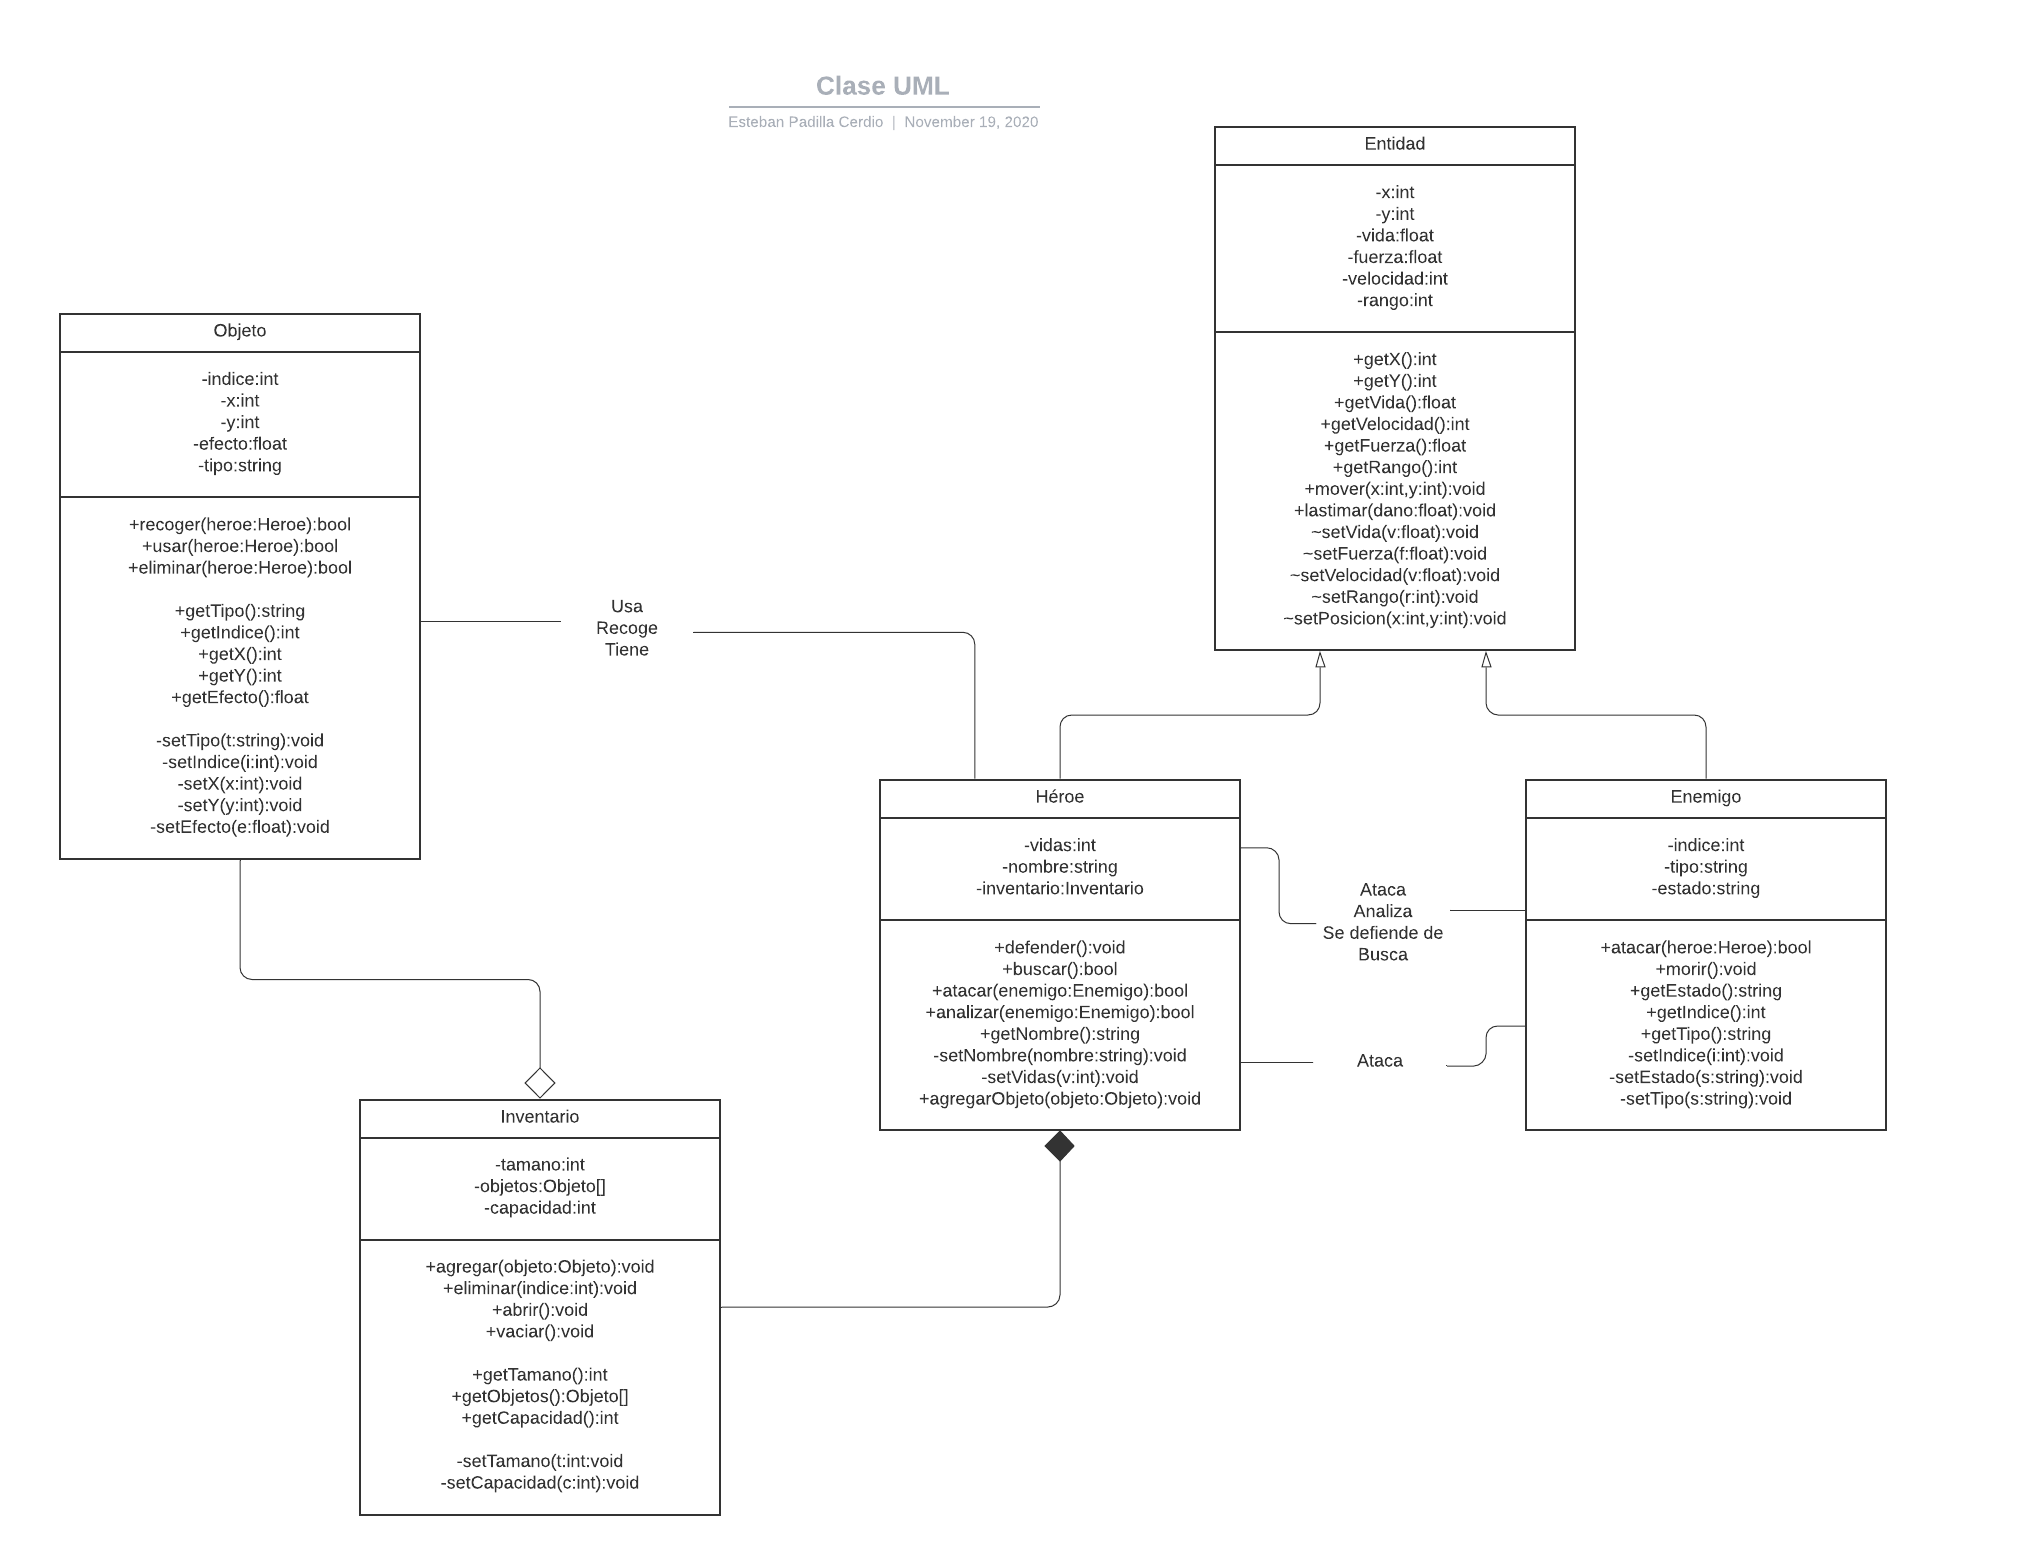 Clase UML
Esteban Padilla Cerdio | November 19, 2020
Entidad
-x:int
-y:int
-vida:float
-fuerza:float
-velocidad:int
-rango:int
+getX():int
+getY():int
+getVida():float
+getVelocidad():int
+getFuerza():float
+getRango():int
+mover(x:int,y:int):void
+lastimar(dano:float):void
~setVida(v:float):void
~setFuerza(f:float):void
~setVelocidad(v:float):void
~setRango(r:int):void
~setPosicion(x:int,y:int):void
Objeto
-indice:int
-x:int
-y:int
-efecto:float
-tipo:string
+recoger(heroe:Heroe):bool
+usar(heroe:Heroe):bool
+eliminar(heroe:Heroe):bool
+getTipo():string
+getIndice():int
+getX():int
+getY():int
+getEfecto():float
-setTipo(t:string):void
-setIndice(i:int):void
-setX(x:int):void
-setY(y:int):void
-setEfecto(e:float):void
Usa
Recoge
Tiene
Héroe
-vidas:int
-nombre:string
-inventario:Inventario
+defender():void
+buscar():bool
+atacar(enemigo:Enemigo):bool
+analizar(enemigo:Enemigo):bool
+getNombre():string
-setNombre(nombre:string):void
-setVidas(v:int):void
+agregarObjeto(objeto:Objeto):void
Ataca
Analiza
Se defiende de
Busca
Ataca
Enemigo
-indice:int
-tipo:string
-estado:string
+atacar(heroe:Heroe):bool
+morir():void
+getEstado():string
+getIndice():int
+getTipo():string
-setIndice(i:int):void
-setEstado(s:string):void
-setTipo(s:string):void
Inventario
-tamano:int
-objetos:Objeto[]
-capacidad:int
+agregar(objeto:Objeto):void
+eliminar(indice:int):void
+abrir():void
+vaciar():void
+getTamano():int
+getObjetos():Objeto[]
+getCapacidad():int
-setTamano(t:int:void
-setCapacidad(c:int):void